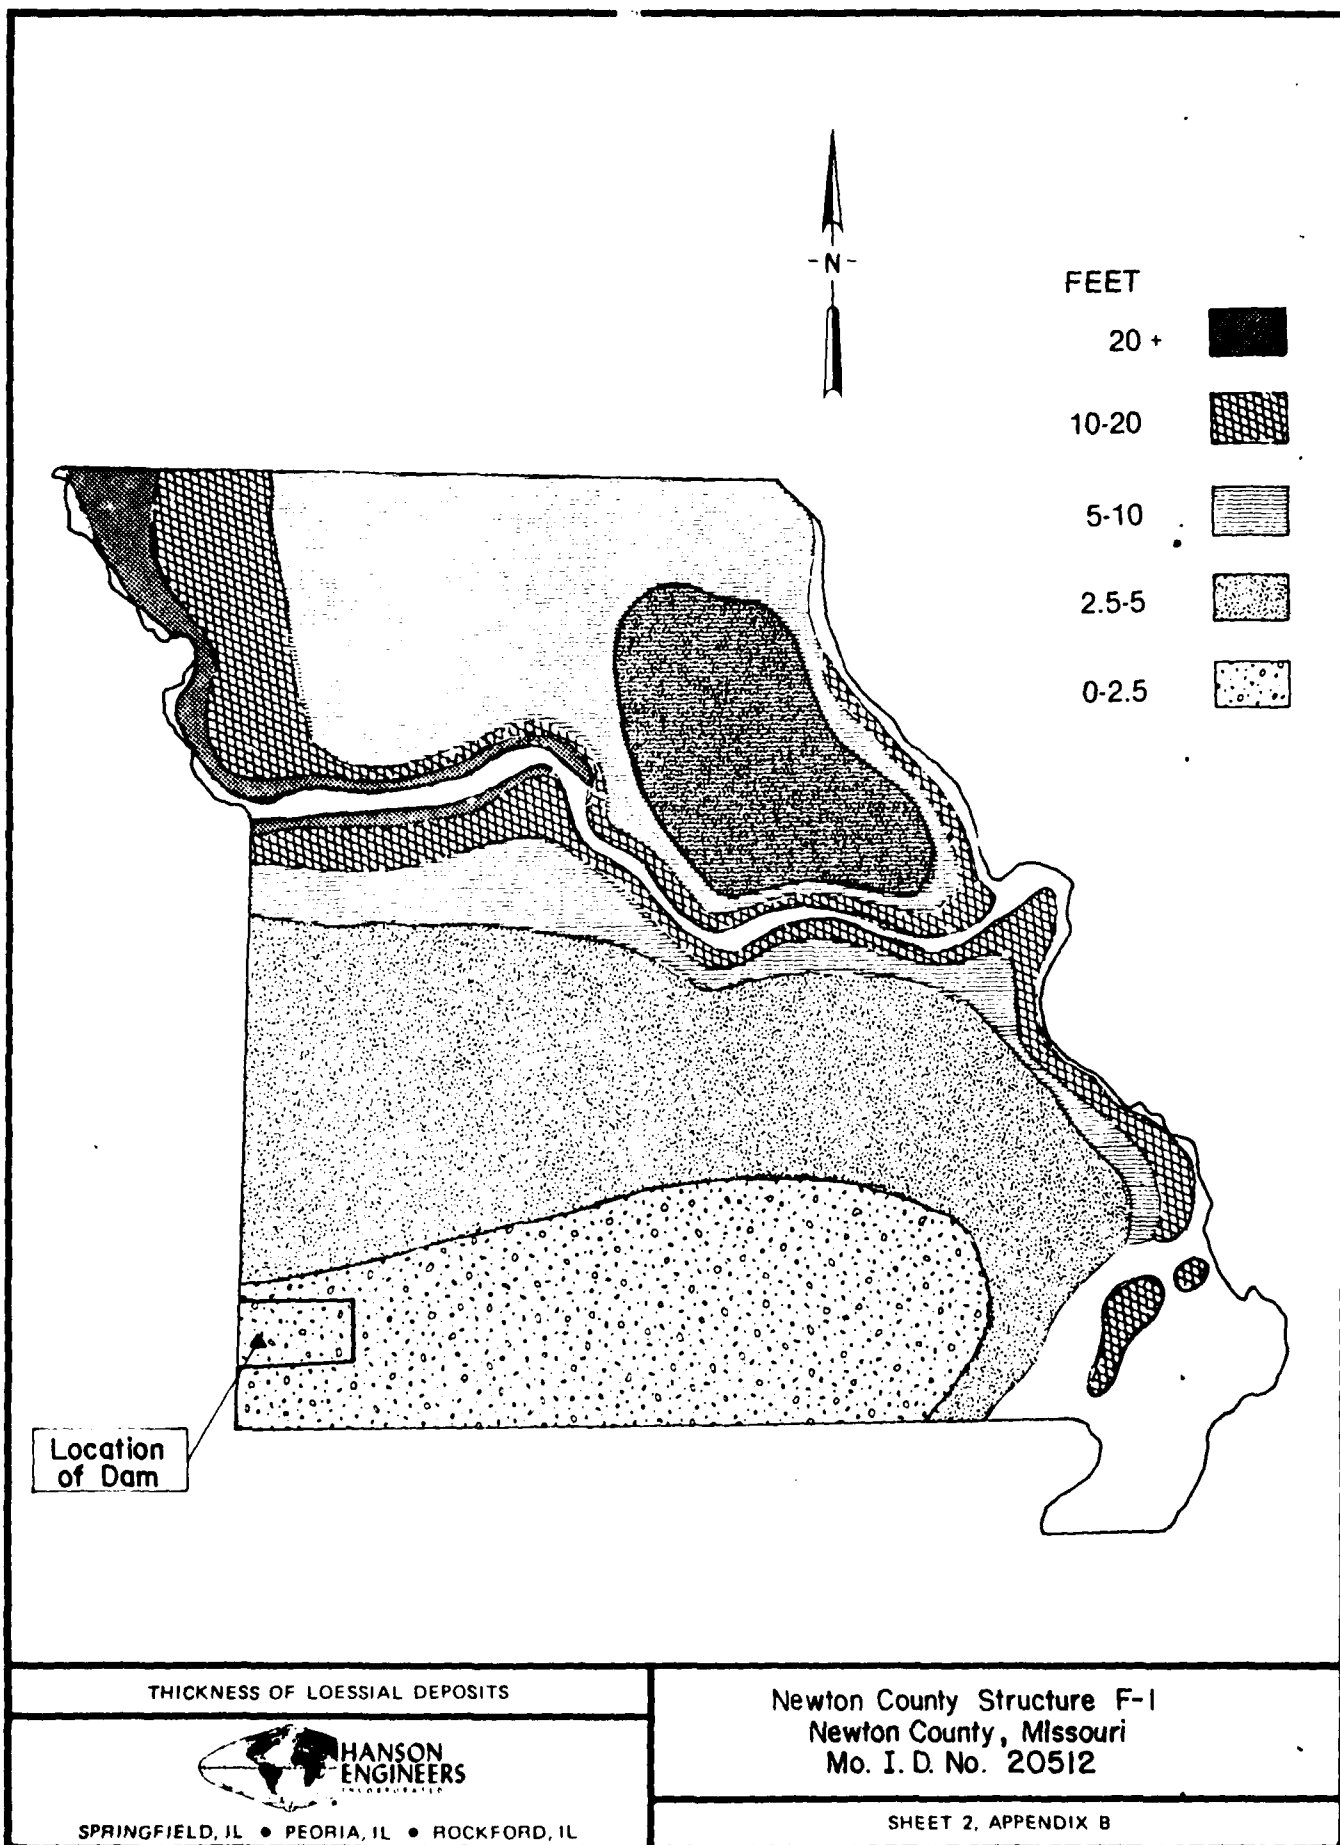 -N-
FEET
20 +
10-20
5-10
2.5-5
0-2.5
Location
of Dam
THICKNESS OF LOESSIAL DEPOSITS
HANSON
ENGINEERS
INCORPORATED
SPRINGFIELD, IL ● PEORIA, IL ● ROCKFORD, IL
Newton County Structure F-1
Newton County, Missouri
Mo. I. D. No. 20512
SHEET 2, APPENDIX B